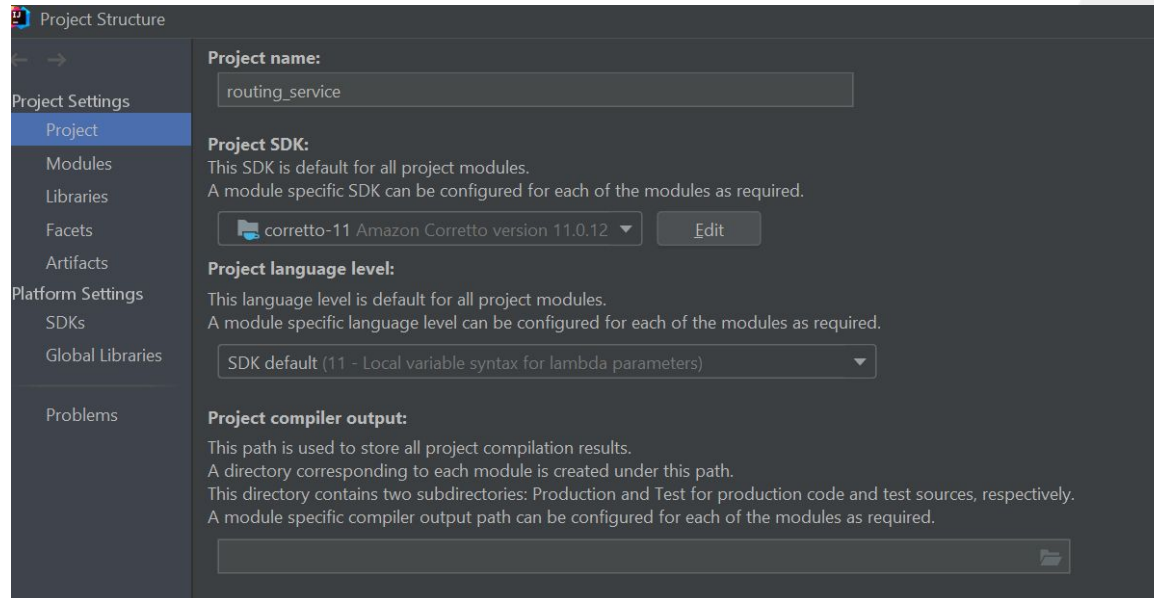 Project Structure
Project Settings
Project
Modules
Libraries
Facets
Artifacts
Platform Settings
SDKs
Global Libraries
Problems
Project name:
routing_service
Project SDK:
This SDK is default for all project modules.
A module specific SDK can be configured for each of the modules as required.
corretto-11 Amazon Corretto version 11.0.12
Edit
Project language level:
This language level is default for all project modules.
A module specific language level can be configured for each of the modules as required.
SDK default (11 - Local variable syntax for lambda parameters)
Project compiler output:
This path is used to store all project compilation results.
A directory corresponding to each module is created under this path.
This directory contains two subdirectories: Production and Test for production code and test sources, respectively.
A module specific compiler output path can be configured for each of the modules as required.